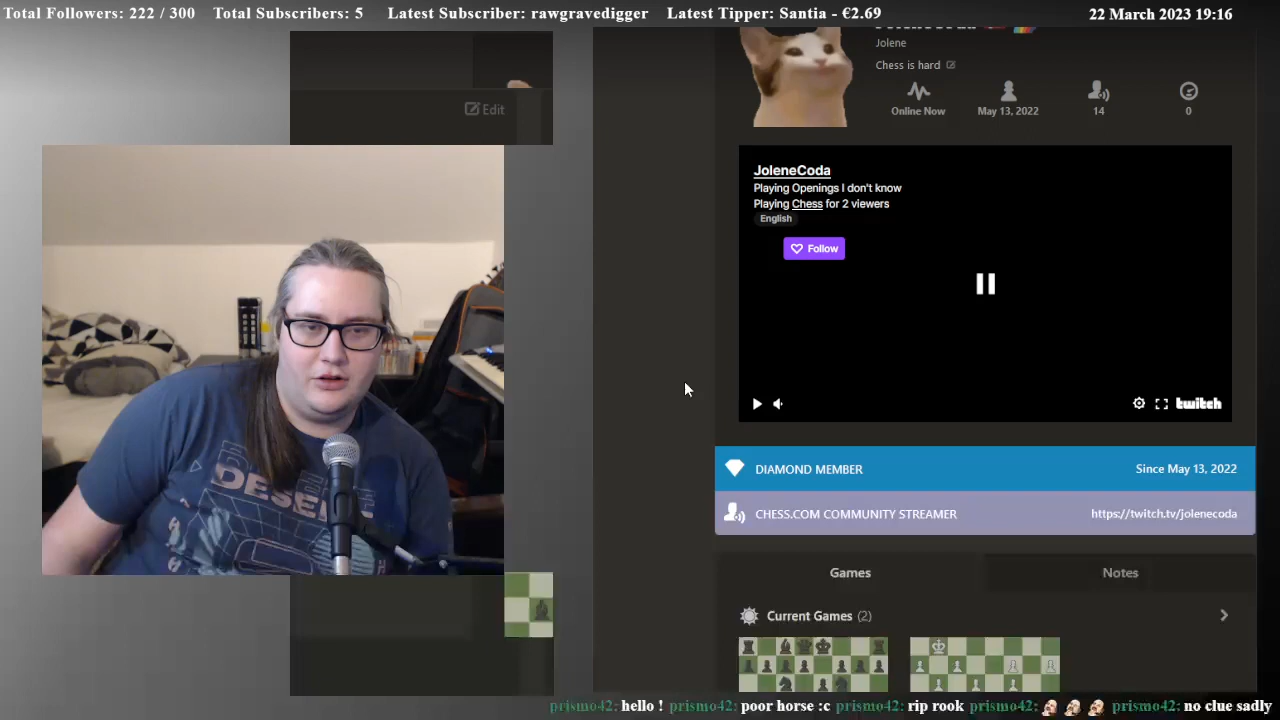 Total Followers: 222 / 300 Total Subscribers: 5 Latest Subscriber: rawgravedigger Latest Tipper: Santia - €2.69 22 March 2023 19:16
Jolene
Chess is hard
Online Now May 13, 2022 14 0
Edit
JoleneCoda
Playing Openings I don't know
Playing Chess for 2 viewers
English
Follow
twitch
DIAMOND MEMBER Since May 13, 2022
CHESS.COM COMMUNITY STREAMER https://twitch.tv/jolenecoda
Games Notes
Current Games (2)
prismo42: hello ! prismo42: poor horse :c prismo42: rip rook prismo42: prismo42: no clue sadly